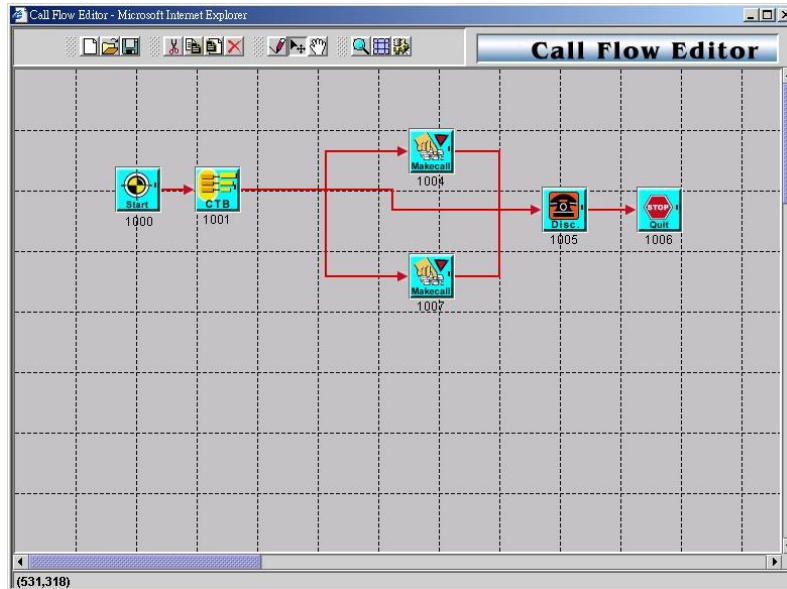 Call Flow Editor - Microsoft Internet Explorer
Call Flow Editor
Makecall
1004
Start
1000
CTB
1001
Disc.
1005
STOP
Quit
1006
Makecall
1007
(531,318)